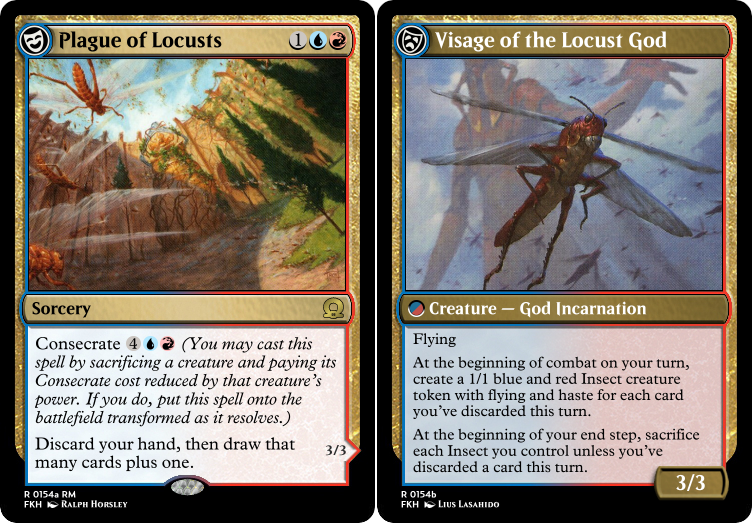 Plague of Locusts 1
Sorcery
Consecrate 4 (You may cast this
spell by sacrificing a creature and paying its
Consecrate cost reduced by that creature's
power. If you do, put this spell onto the
battlefield transformed as it resolves.)
Discard your hand, then draw that
many cards plus one.
3/3
R 0154a RM
FKH Ralph Horsley
Visage of the Locust God
Creature — God Incarnation
Flying
At the beginning of combat on your turn,
create a 1/1 blue and red Insect creature
token with flying and haste for each card
you've discarded this turn.
At the beginning of your end step, sacrifice
each Insect you control unless you've
discarded a card this turn.
3/3
R 0154b
FKH Lius Lasahido